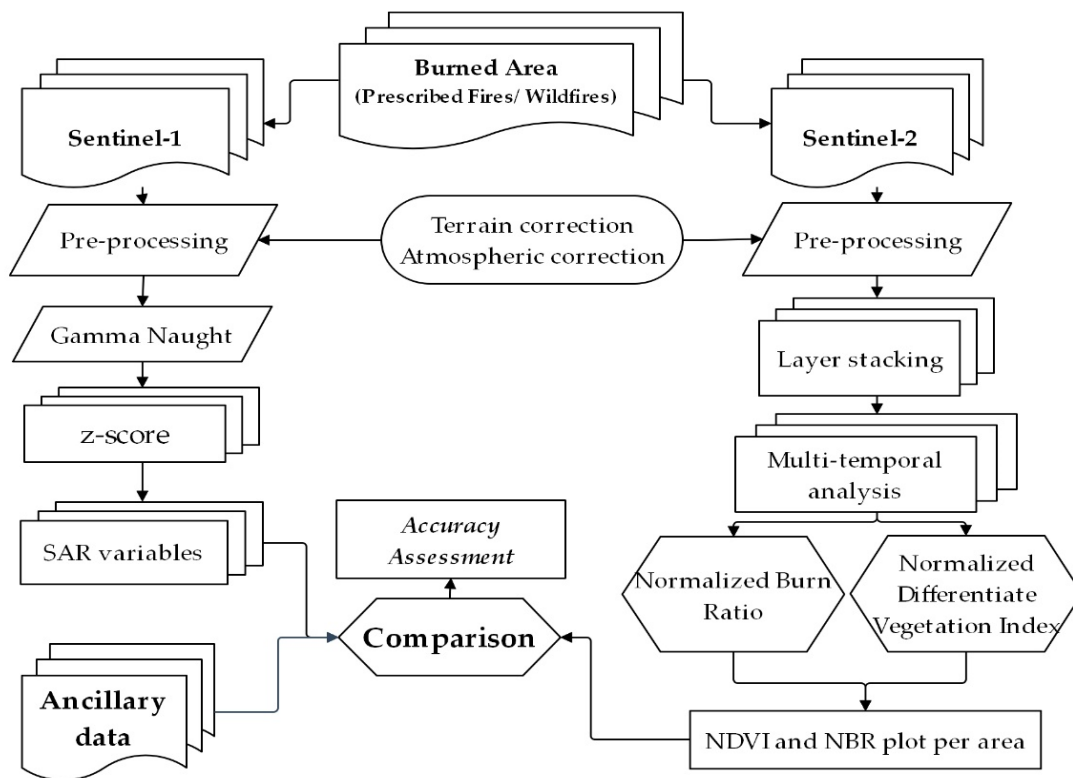 Burned Area
(Prescribed Fires/ Wildfires)
Sentinel-1
Sentinel-2
Terrain correction
Atmospheric correction
Pre-processing
Pre-processing
Gamma Naught
Layer stacking
z-score
Multi-temporal
analysis
SAR variables
Accuracy
Assessment
Normalized Burn
Ratio
Normalized
Differentiate
Vegetation Index
Comparison
Ancillary
data
NDVI and NBR plot per area